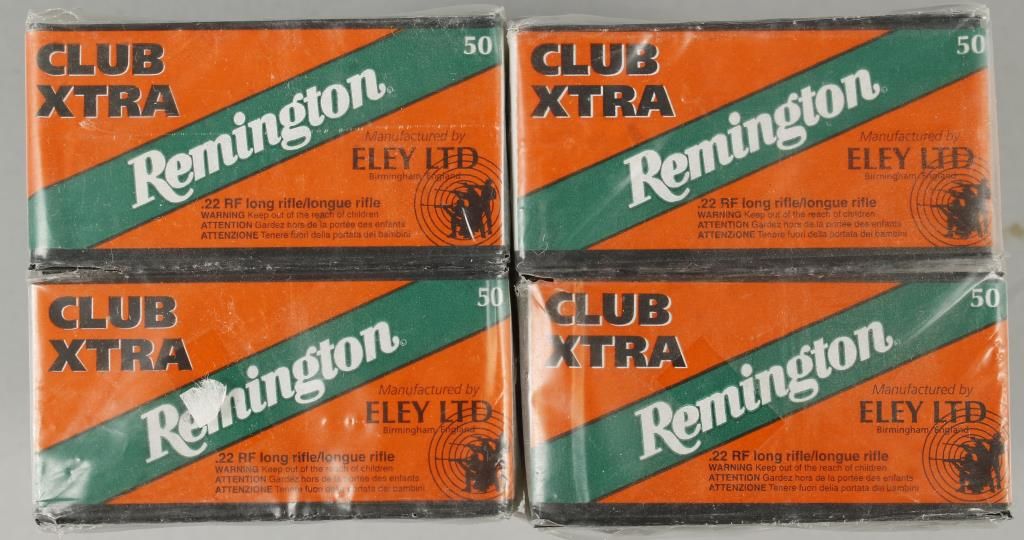 CLUB
XTRA
50
Remington
Manufactured by
ELEY LTD
Birmingham, England
.22 RF long rifle/longue rifle
WARNING Keep out of the reach of children
ATTENTION Gardez hors de la portée des enfants
ATTENZIONE Tenere fuori della portata dei bambini
CLUB
XTRA
50
Remington
Manufactured by
ELEY LTD
Birmingham, England
.22 RF long rifle/longue rifle
WARNING Keep out of the reach of children
ATTENTION Gardez hors de la portée des enfants
ATTENZIONE Tenere fuori della portata dei bambini
CLUB
XTRA
50
Remington
Manufactured by
ELEY LTD
Birmingham, England
.22 RF long rifle/longue rifle
WARNING Keep out of the reach of children
ATTENTION Gardez hors de la portée des enfants
ATTENZIONE Tenere fuori della portata dei bambini
CLUB
XTRA
50
Remington
Manufactured by
ELEY LTD
Birmingham, England
.22 RF long rifle/longue rifle
WARNING Keep out of the reach of children
ATTENTION Gardez hors de la portée des enfants
ATTENZIONE Tenere fuori della portata dei bambini